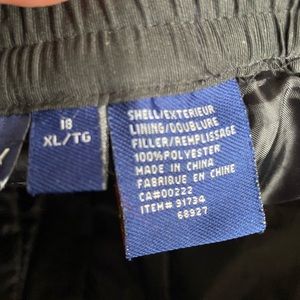 18
XL/TG
SHELL/EXTERIEUR
LINING/DOUBLURE
FILLER/REMPLISSAGE
100%POLYESTER
MADE IN CHINA
FABRIQUE EN CHINE
CA#00222
ITEM# 91734
68927